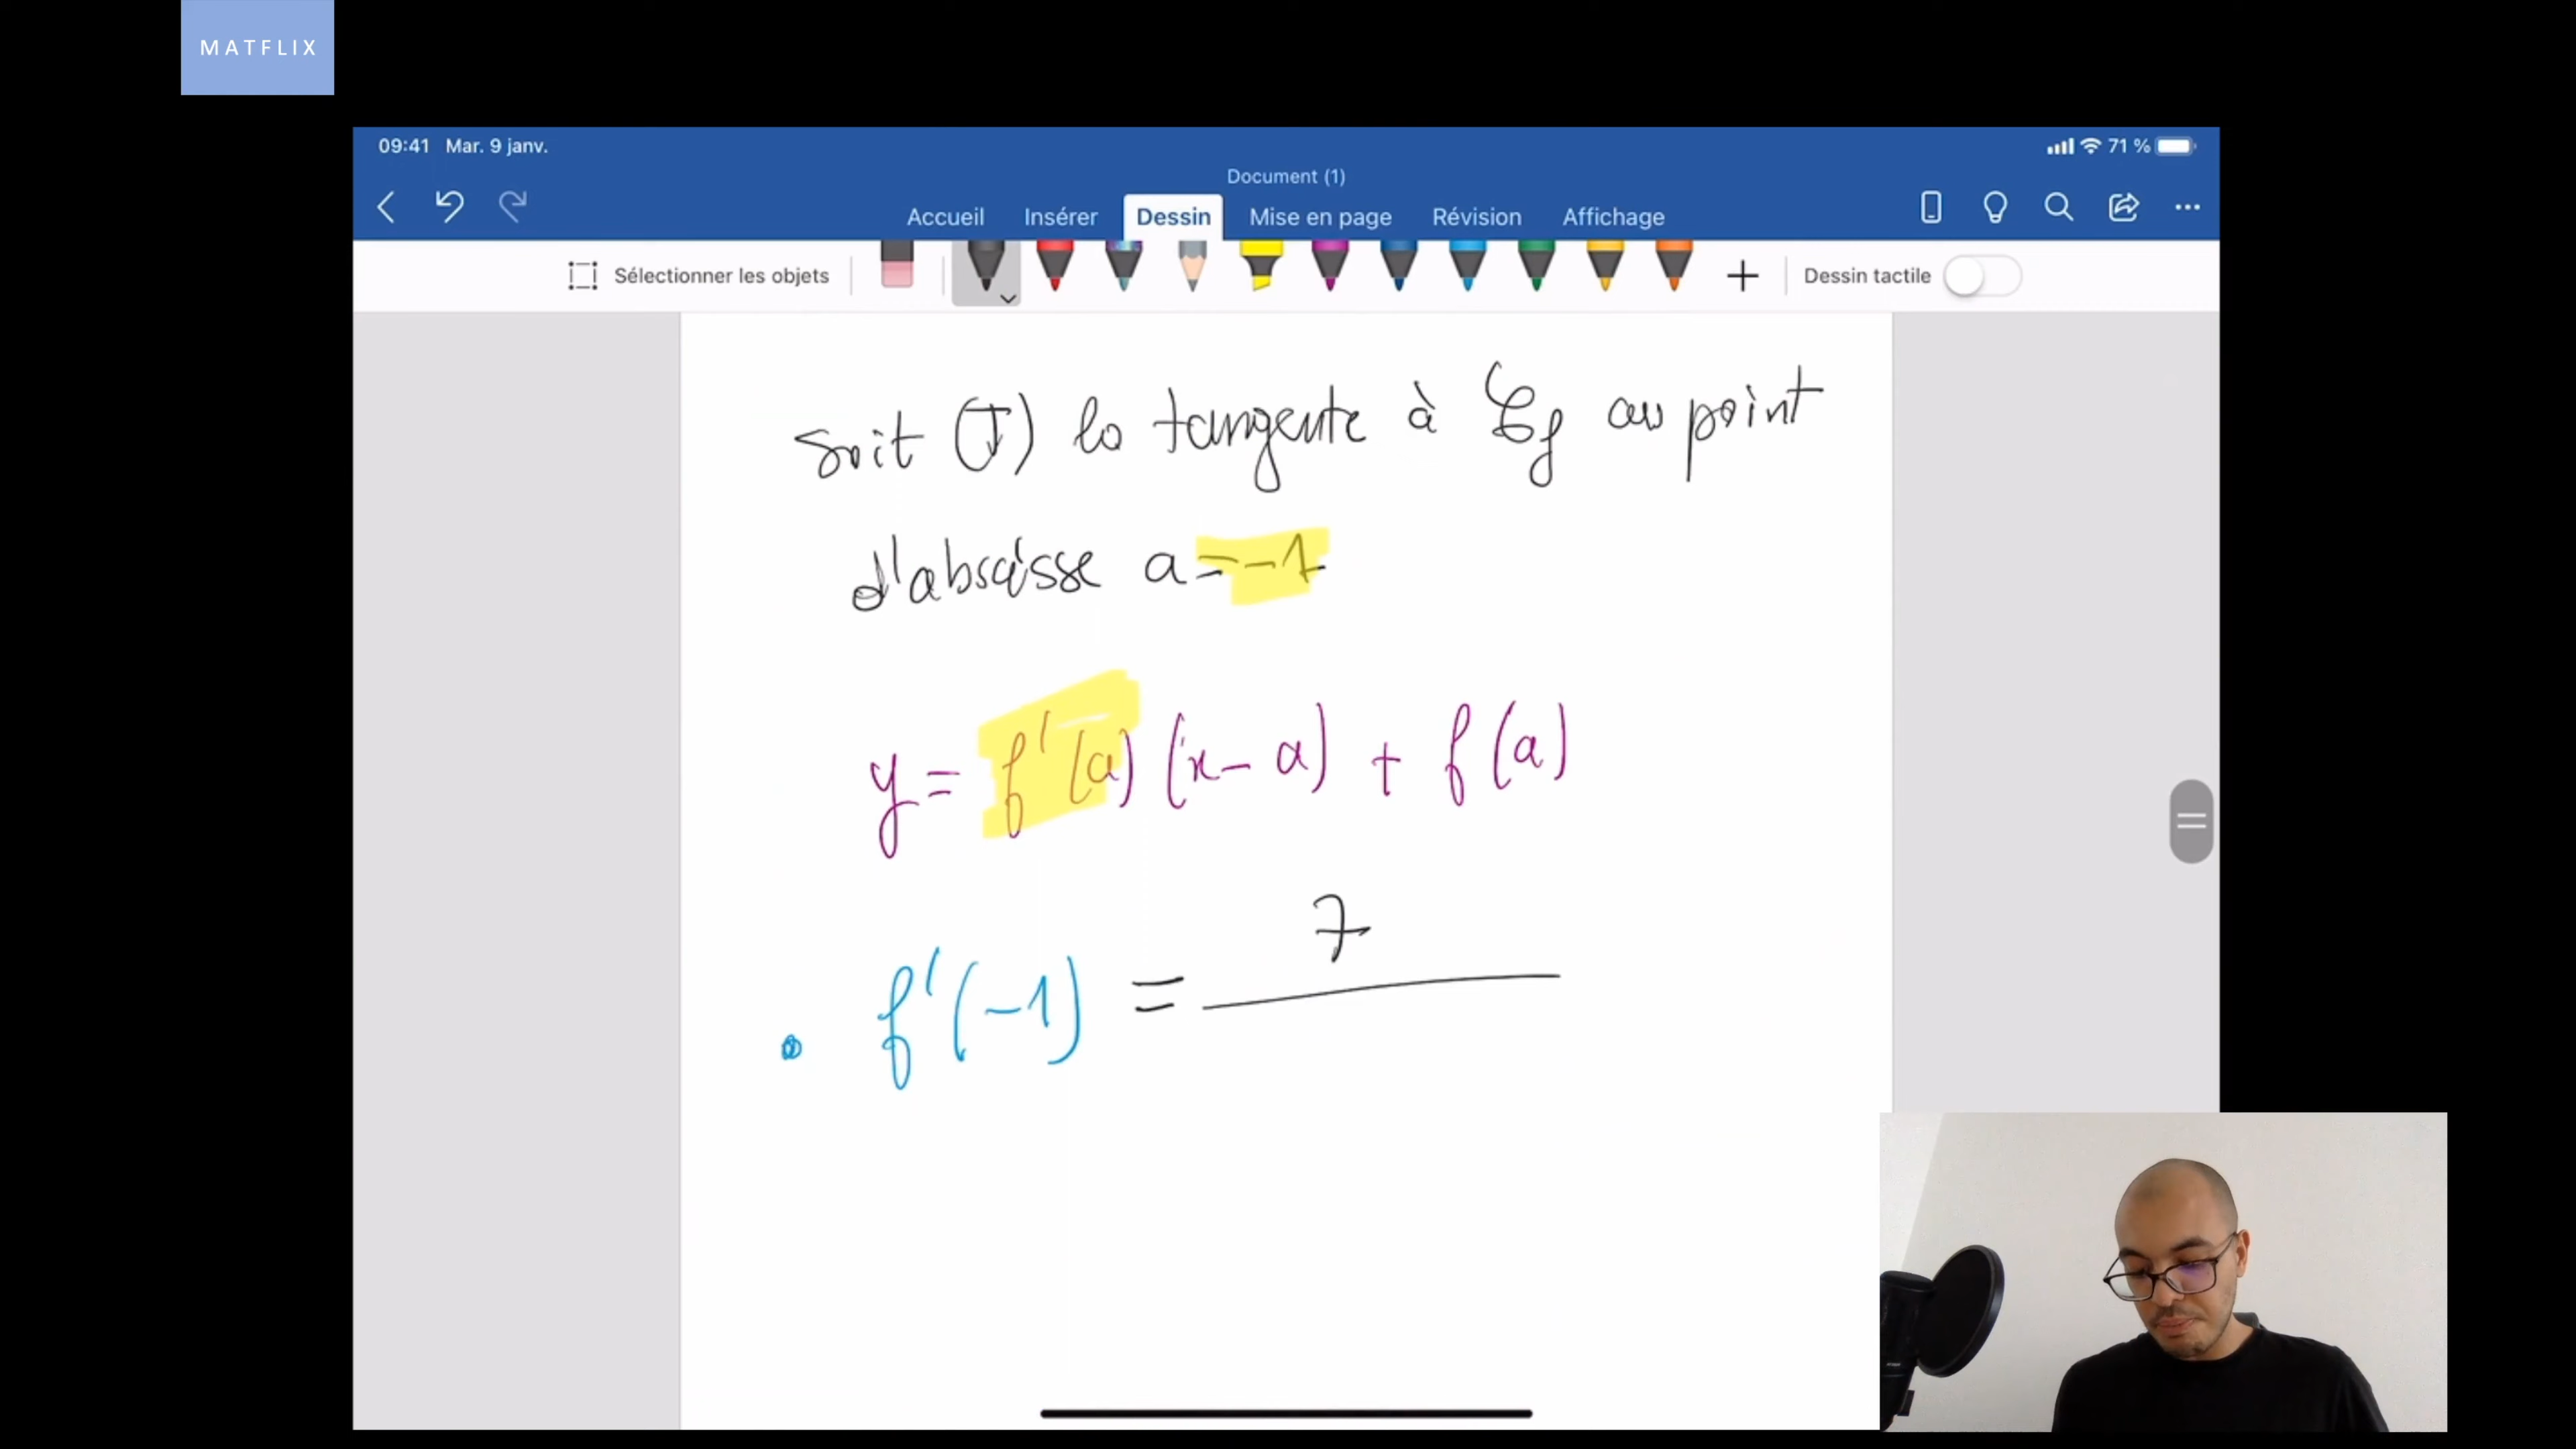 MATFLIX
09:41 Mar. 9 janv.
71 %
Document (1)
Accueil Insérer Dessin Mise en page Révision Affichage
Sélectionner les objets
Dessin tactile
Soit (T) la tangente à Cf au point
d'abscisse a = -1
y = f'(a) (x - a) + f(a)
7
• f'(-1) =